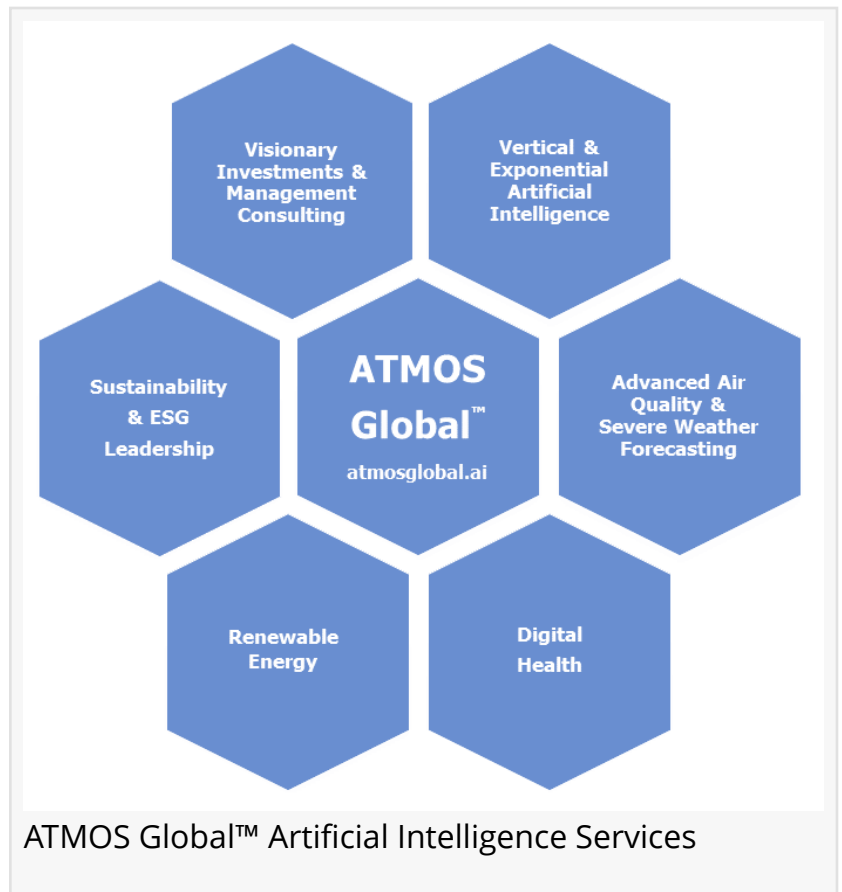 Visionary
Investments &
Management
Consulting
Vertical &
Exponential
Artificial
Intelligence
Sustainability
& ESG
Leadership
ATMOS
Global™
atmosglobal.ai
Advanced Air
Quality &
Severe Weather
Forecasting
Renewable
Energy
Digital
Health
ATMOS Global™ Artificial Intelligence Services